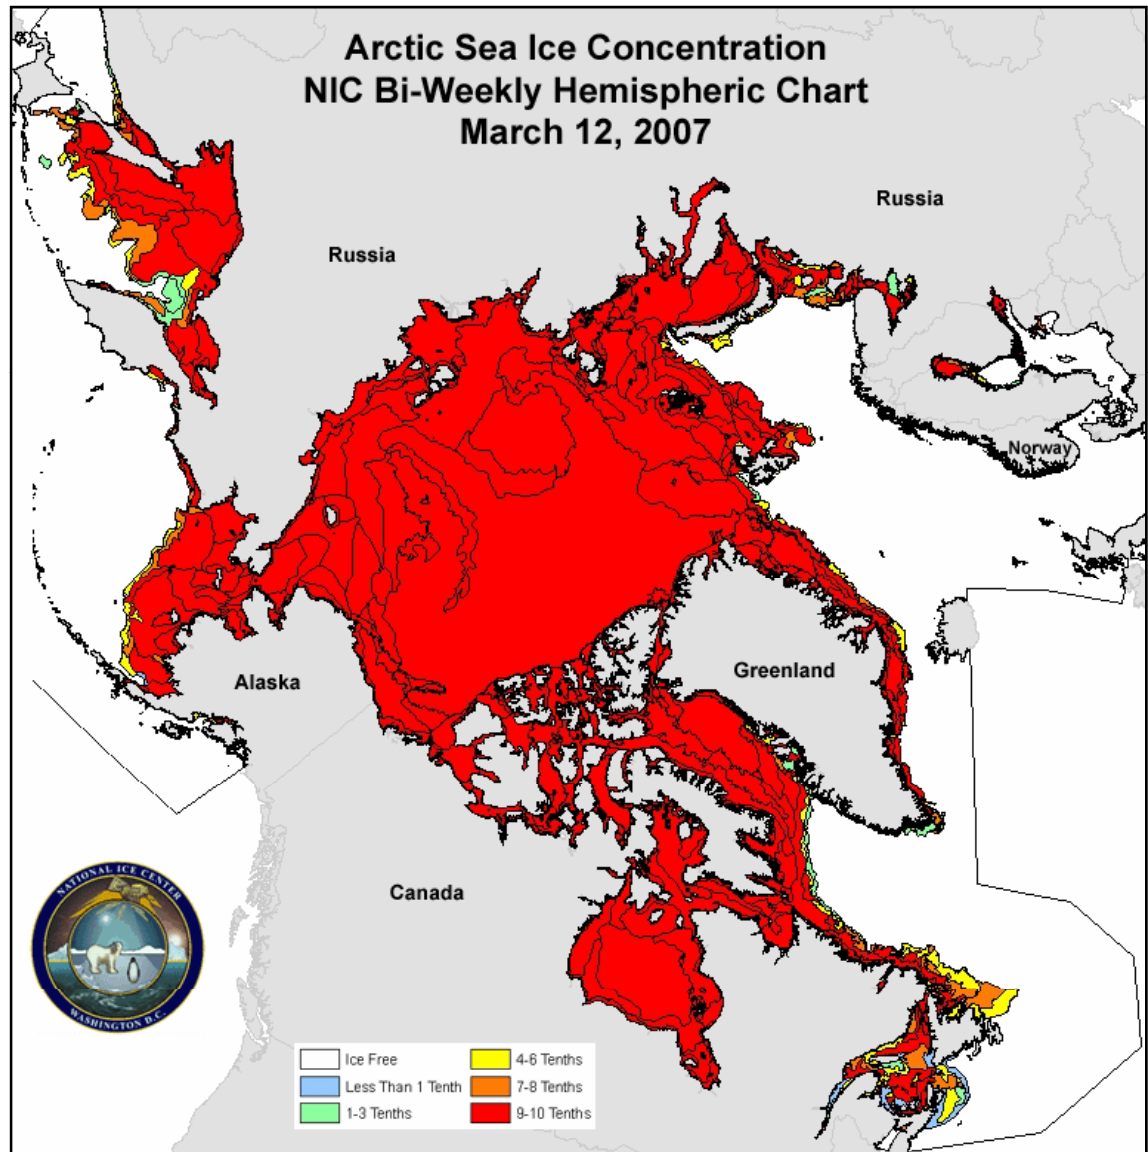 Arctic Sea Ice Concentration
NIC Bi-Weekly Hemispheric Chart
March 12, 2007
Russia
Russia
Norway
Greenland
Alaska
Canada
NATIONAL ICE CENTER
WASHINGTON D.C.
Ice Free
4-6 Tenths
Less Than 1 Tenth
7-8 Tenths
1-3 Tenths
9-10 Tenths